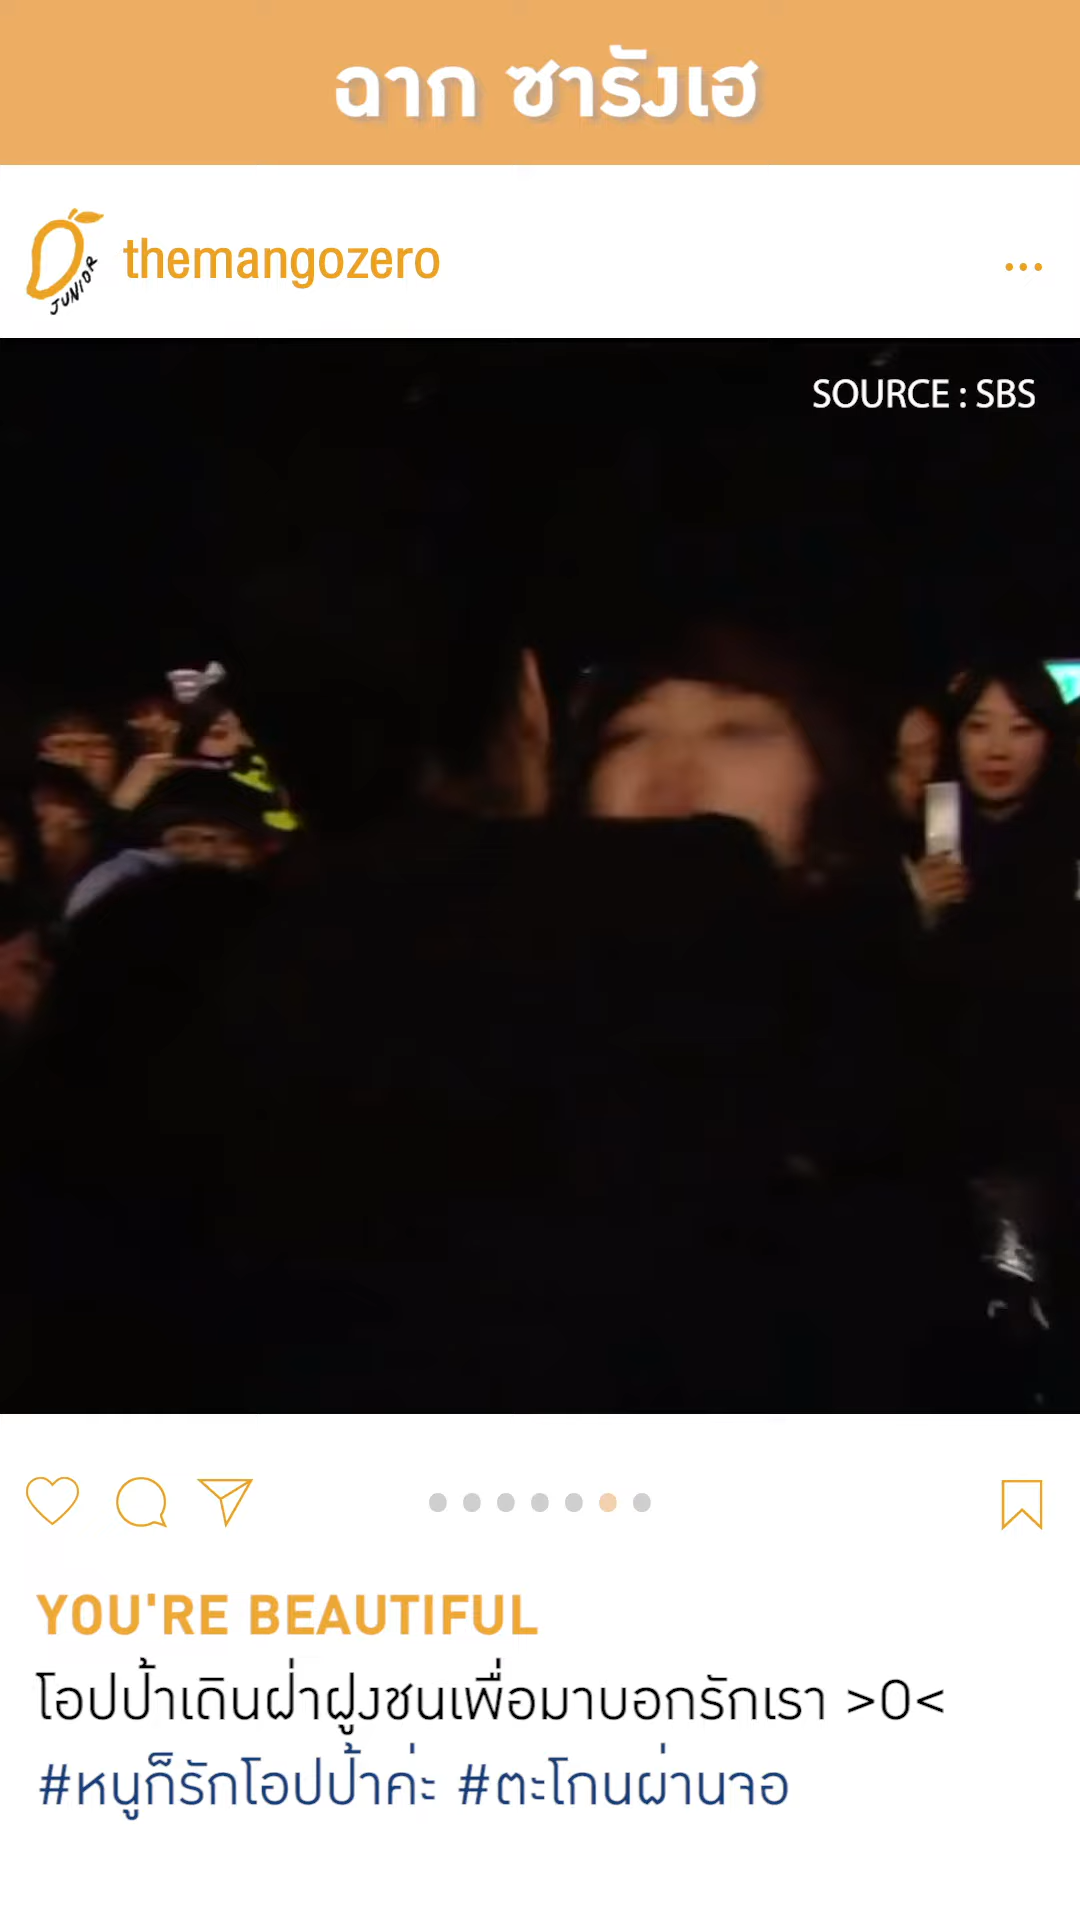 ฉาก ซารังเฮ
JUNIOR
themangozero
SOURCE : SBS
YOU'RE BEAUTIFUL
โอปป้าเดินฝ่าฝูงชนเพื่อมาบอกรักเรา >0<
#หนูก็รักโอปป้าค่ะ #ตะโกนผ่านจอ